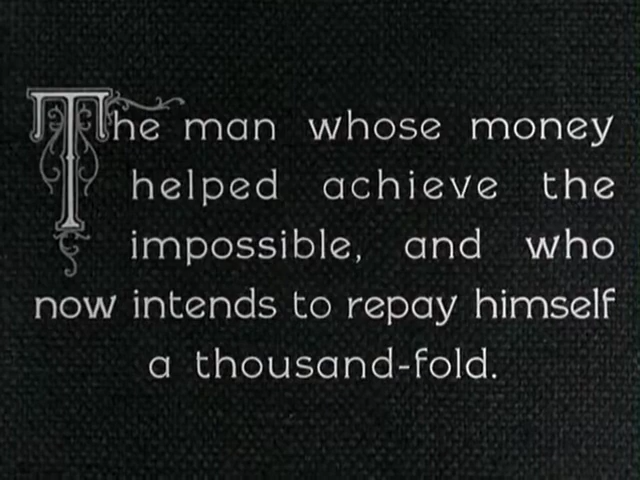 The man whose money
helped achieve the
impossible, and who
now intends to repay himself
a thousand-fold.